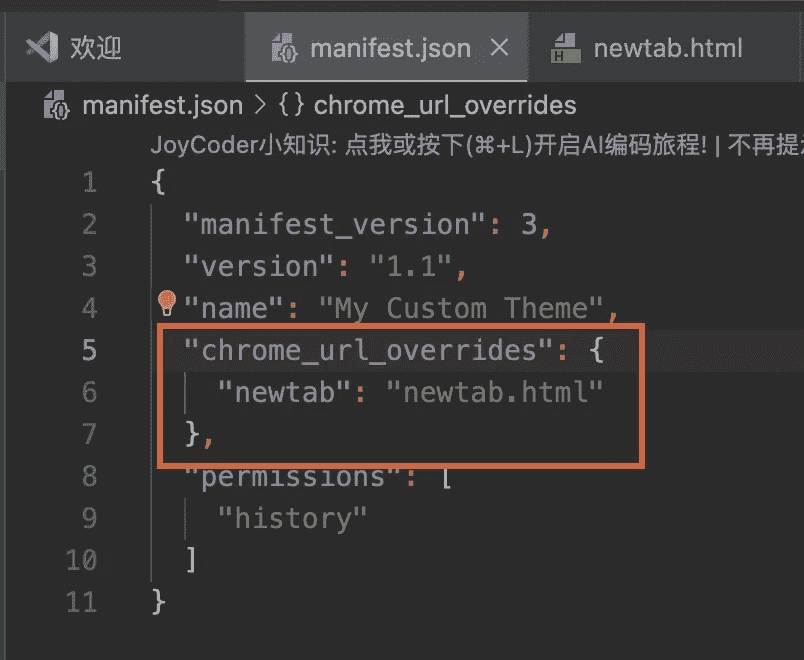 欢迎 manifest.json newtab.html
manifest.json > {} chrome_url_overrides
JoyCoder小知识: 点我或按下(⌘+L)开启AI编码旅程! | 不再提示
1 {
2 "manifest_version": 3,
3 "version": "1.1",
4 "name": "My Custom Theme",
5 "chrome_url_overrides": {
6 "newtab": "newtab.html"
7 },
8 "permissions": [
9 "history"
10 ]
11 }